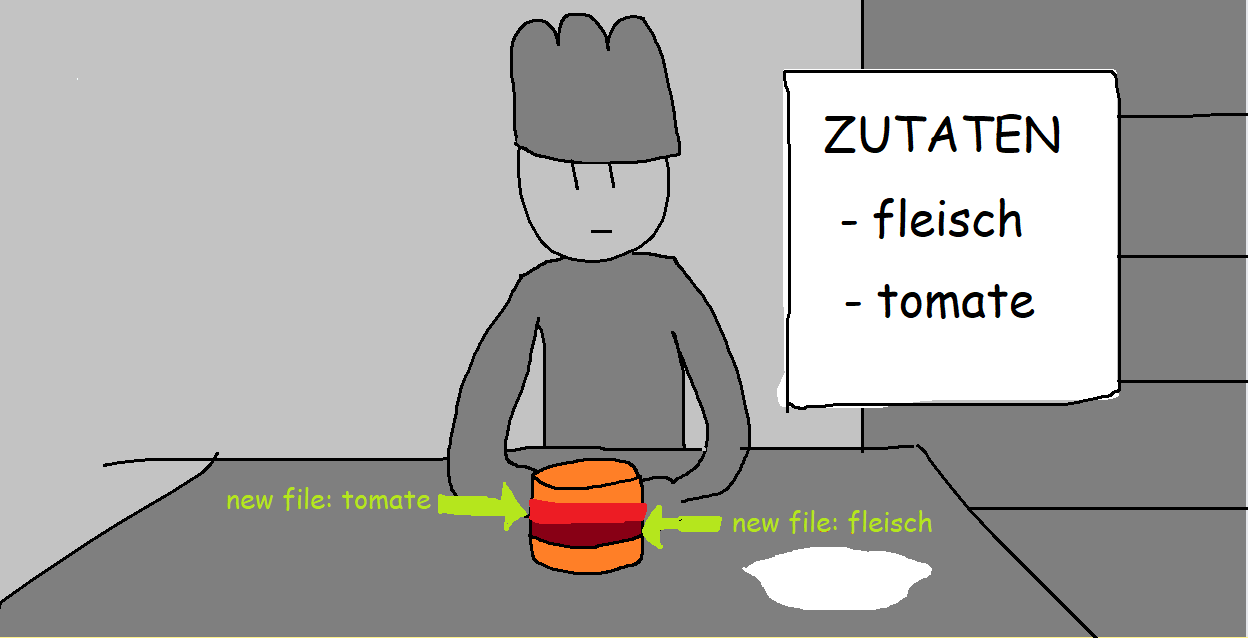 ZUTATEN
- fleisch
- tomate
new file: tomate
new file: fleisch